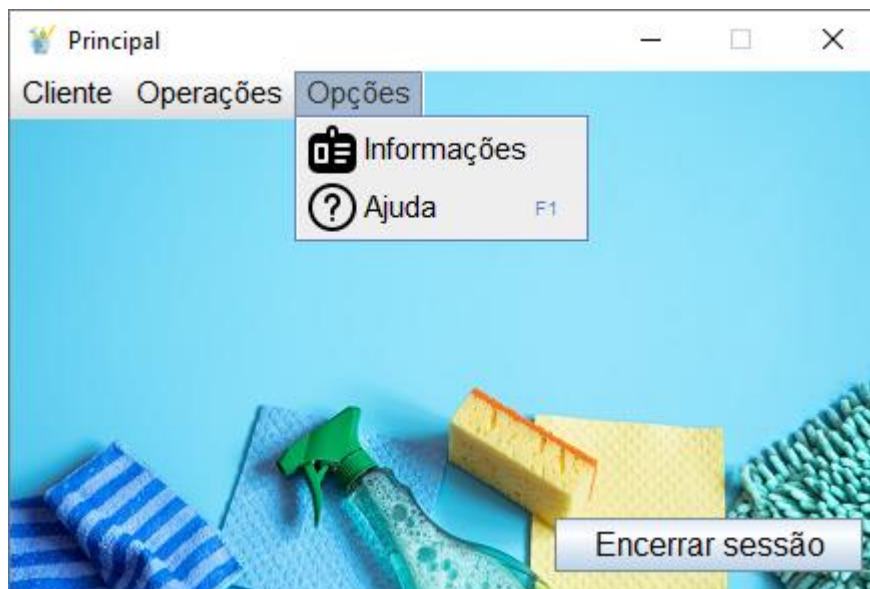 Principal
Cliente Operações Opções
Informações
Ajuda F1
Encerrar sessão